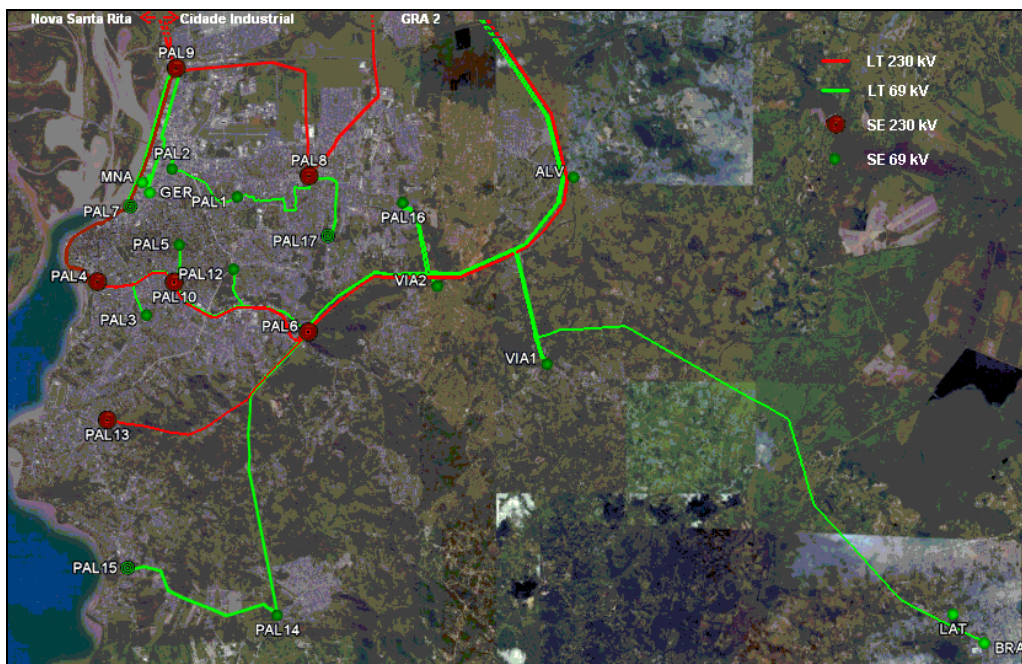 Nova Santa Rita Cidade Industrial GRA 2
PAL9
LT 230 kV
LT 69 kV
SE 230 kV
SE 69 kV
PAL2
PAL8
MNA
GER
ALV
PAL1
PAL7
PAL16
PAL17
PAL5
PAL12
PAL4
PAL10
VIA2
PAL3
PAL6
VIA1
PAL13
PAL15
PAL14
LAT
BRA